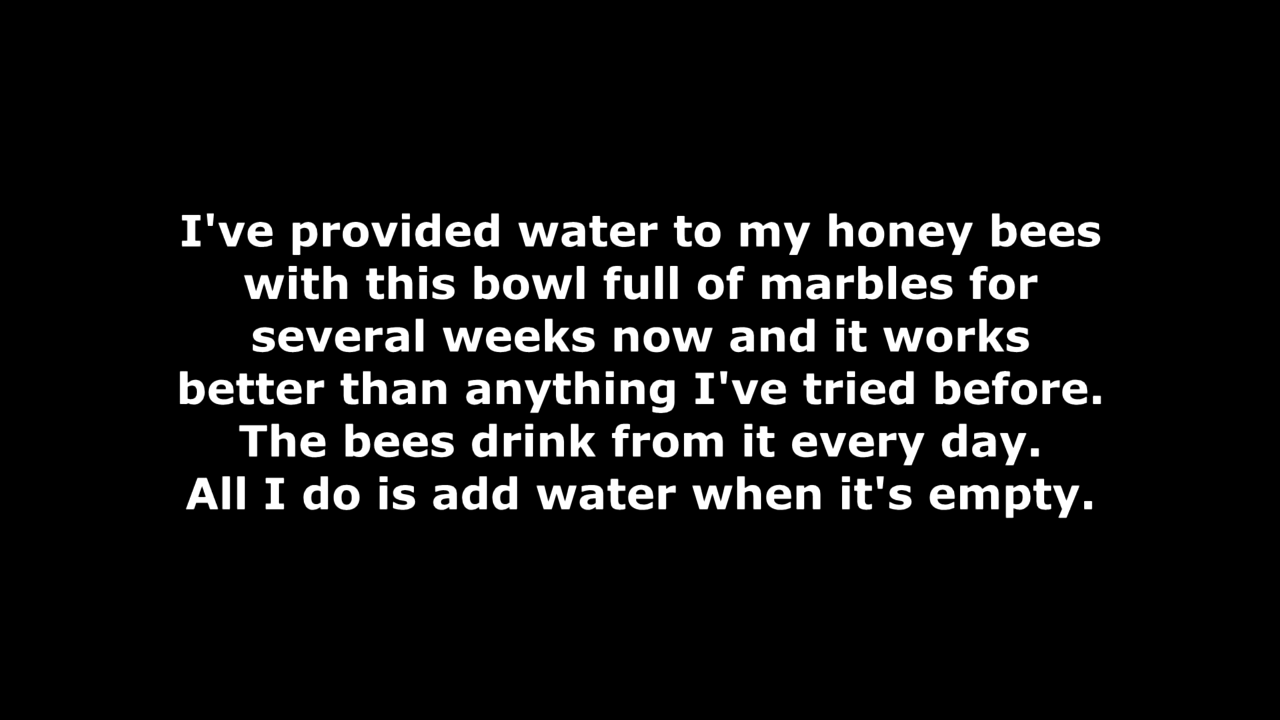 I've provided water to my honey bees
with this bowl full of marbles for
several weeks now and it works
better than anything I've tried before.
The bees drink from it every day.
All I do is add water when it's empty.